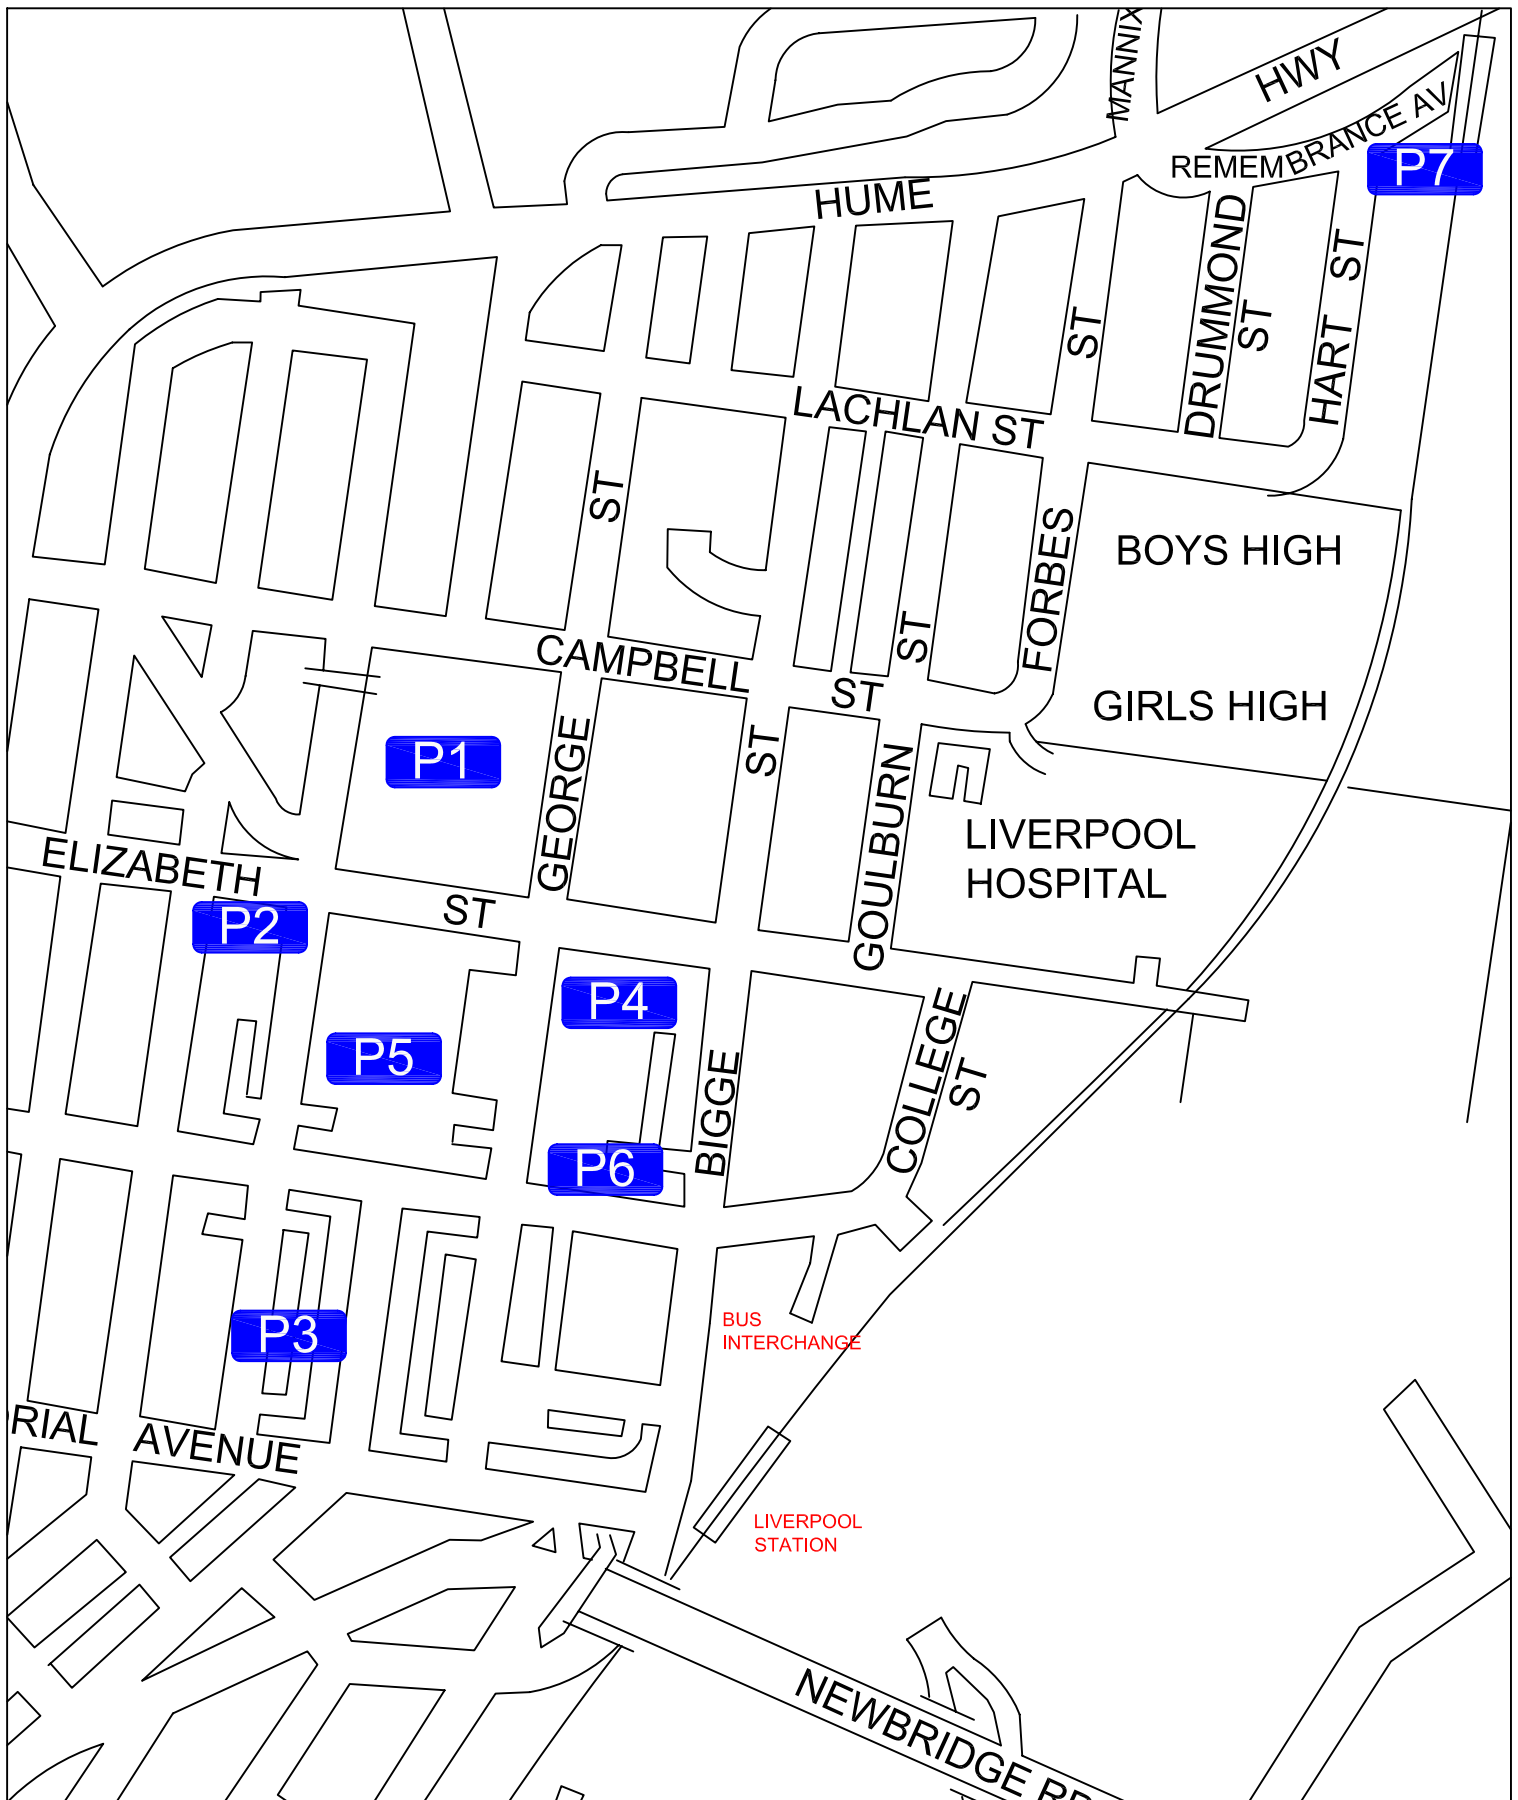 MANNIX
HWY
REMEMBRANCE AV
P7
HUME
DRUMMOND
ST
HART ST
ST
LACHLAN ST
ST
FORBES
BOYS HIGH
CAMPBELL
ST
ST
GIRLS HIGH
P1
GEORGE
ST
GOULBURN
LIVERPOOL
HOSPITAL
ELIZABETH
ST
P2
P4
COLLEGE
ST
P5
BIGGE
P6
BUS
INTERCHANGE
P3
RIAL AVENUE
LIVERPOOL
STATION
NEWBRIDGE RD